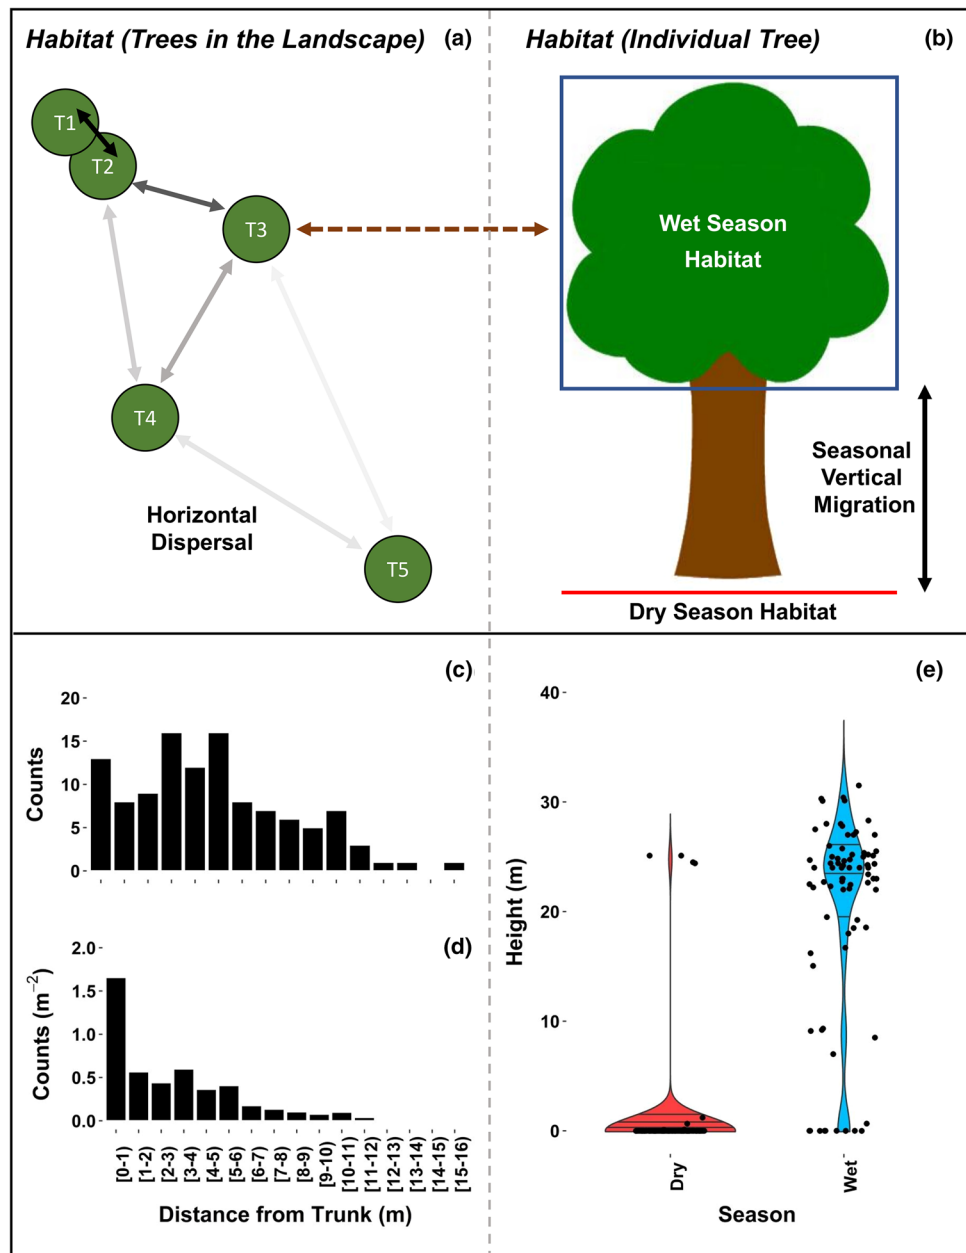 Habitat (Trees in the Landscape) (a)
T1
T2
T3
T4
T5
Horizontal
Dispersal
Habitat (Individual Tree) (b)
Wet Season
Habitat
Seasonal
Vertical
Migration
Dry Season Habitat
(c)
Counts
20
15
10
5
0
(d)
Counts (m⁻²)
2.0
1.5
1.0
0.5
0.0
[0-1)
[1-2)
[2-3)
[3-4)
[4-5)
[5-6)
[6-7)
[7-8)
[8-9)
[9-10)
[10-11)
[11-12)
[12-13)
[13-14)
[14-15)
[15-16)
Distance from Trunk (m)
(e)
Height (m)
40
30
20
10
0
Dry
Wet
Season